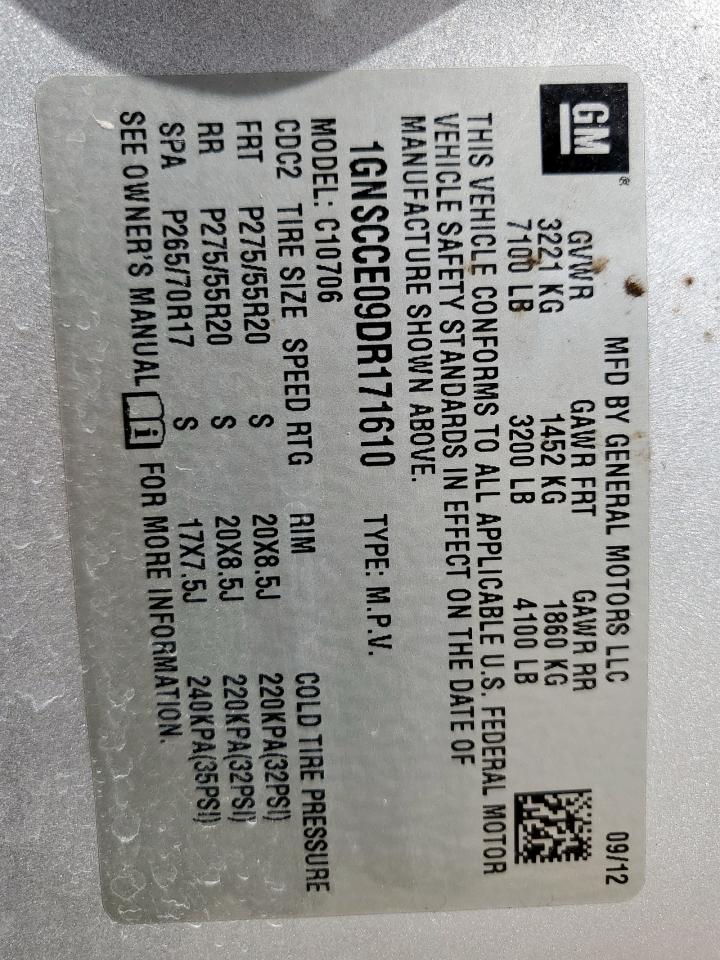 GM ®
MFD BY GENERAL MOTORS LLC 09/12
GVWR GAWR FRT GAWR RR
3221 KG 1452 KG 1860 KG
7100 LB 3200 LB 4100 LB
THIS VEHICLE CONFORMS TO ALL APPLICABLE U.S. FEDERAL MOTOR
VEHICLE SAFETY STANDARDS IN EFFECT ON THE DATE OF
MANUFACTURE SHOWN ABOVE.
1GNSCCE09DR171610 TYPE: M.P.V.
MODEL: C10706
CDC2 TIRE SIZE SPEED RTG RIM COLD TIRE PRESSURE
FRT P275/55R20 S 20X8.5J 220KPA(32PSI)
RR P275/55R20 S 20X8.5J 220KPA(32PSI)
SPA P265/70R17 S 17X7.5J 240KPA(35PSI)
SEE OWNER'S MANUAL i FOR MORE INFORMATION.